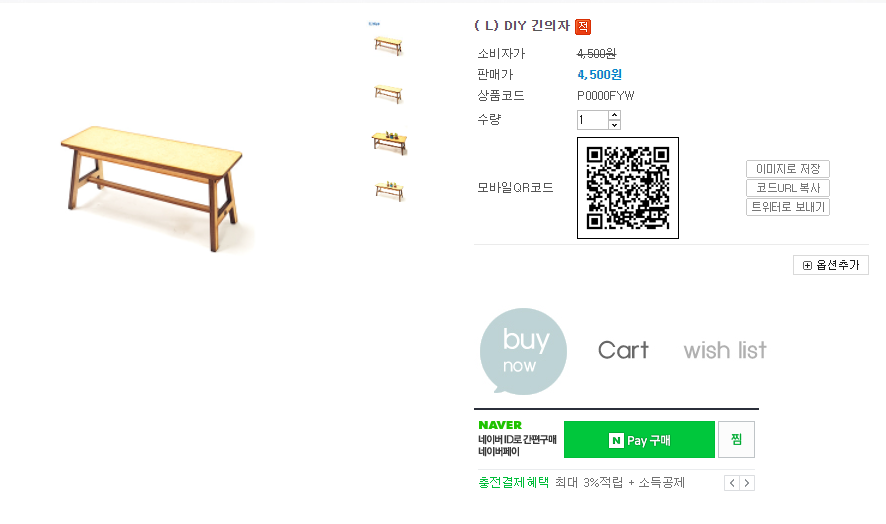 ( L) DIY 긴의자 적
소비자가 4,500원
판매가 4,500원
상품코드 P0000FYW
수량 1
모바일QR코드
이미지로 저장
코드URL 복사
트위터로 보내기
옵션추가
buy now
Cart
wish list
NAVER
네이버 ID로 간편구매
네이버페이
N Pay 구매
찜
충전결제혜택 최대 3%적립 + 소득공제